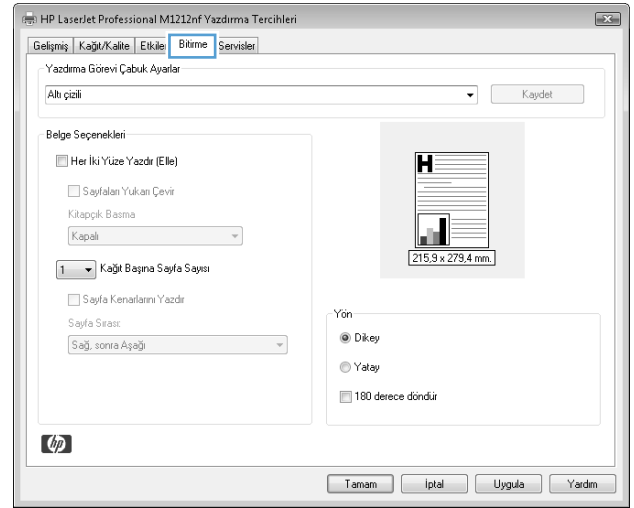 HP LaserJet Professional M1212nf Yazdırma Tercihleri
Gelişmiş Kağıt/Kalite Etkiler Bitirme Servisler
Yazdırma Görevi Çabuk Ayarlar
Altı çizili Kaydet
Belge Seçenekleri
Her İki Yüze Yazdır (Elle)
Sayfaları Yukarı Çevir
Kitapçık Basma
Kapalı
1 Kağıt Başına Sayfa Sayısı
Sayfa Kenarlarını Yazdır
Sayfa Sırası:
Sağ, sonra Aşağı
H
215,9 x 279,4 mm.
Yön
Dikey
Yatay
180 derece döndür
hp
Tamam İptal Uygula Yardım